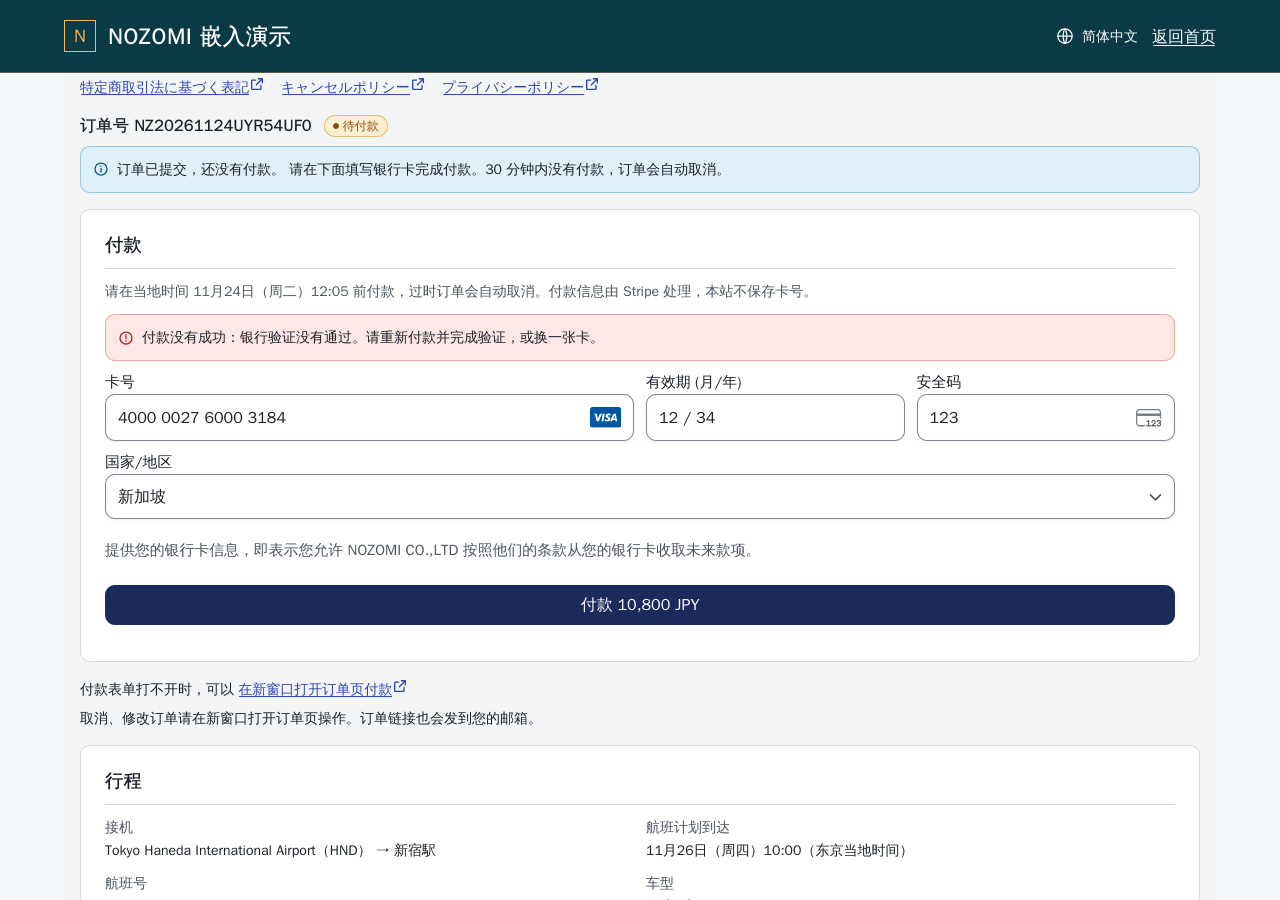 N NOZOMI 嵌入演示
简体中文 返回首页
特定商取引法に基づく表記 キャンセルポリシー プライバシーポリシー
订单号 NZ20261124UYR54UF0 待付款
订单已提交，还没有付款。 请在下面填写银行卡完成付款。30 分钟内没有付款，订单会自动取消。
付款
请在当地时间 11月24日（周二）12:05 前付款，过时订单会自动取消。付款信息由 Stripe 处理，本站不保存卡号。
付款没有成功：银行验证没有通过。请重新付款并完成验证，或换一张卡。
卡号 有效期 (月/年) 安全码
4000 0027 6000 3184 VISA 12 / 34 123 123
国家/地区
新加坡
提供您的银行卡信息，即表示您允许 NOZOMI CO.,LTD 按照他们的条款从您的银行卡收取未来款项。
付款 10,800 JPY
付款表单打不开时，可以 在新窗口打开订单页付款
取消、修改订单请在新窗口打开订单页操作。订单链接也会发到您的邮箱。
行程
接机 航班计划到达
Tokyo Haneda International Airport（HND） → 新宿駅 11月26日（周四）10:00（东京当地时间）
航班号 车型